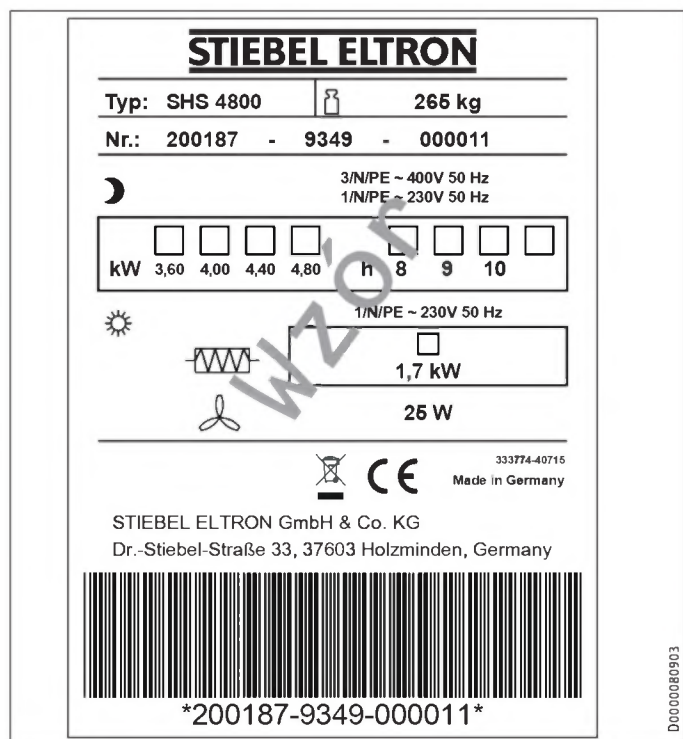 STIEBEL ELTRON
Typ: SHS 4800 265 kg
Nr.: 200187 - 9349 - 000011
3/N/PE ~ 400V 50 Hz
1/N/PE ~ 230V 50 Hz
kW 3,60 4,00 4,40 4,80 h 8 9 10
1/N/PE ~ 230V 50 Hz
1,7 kW
25 W
Wzór
333774-40715
CE Made in Germany
STIEBEL ELTRON GmbH & Co. KG
Dr.-Stiebel-Straße 33, 37603 Holzminden, Germany
*200187-9349-000011*
D0000080903